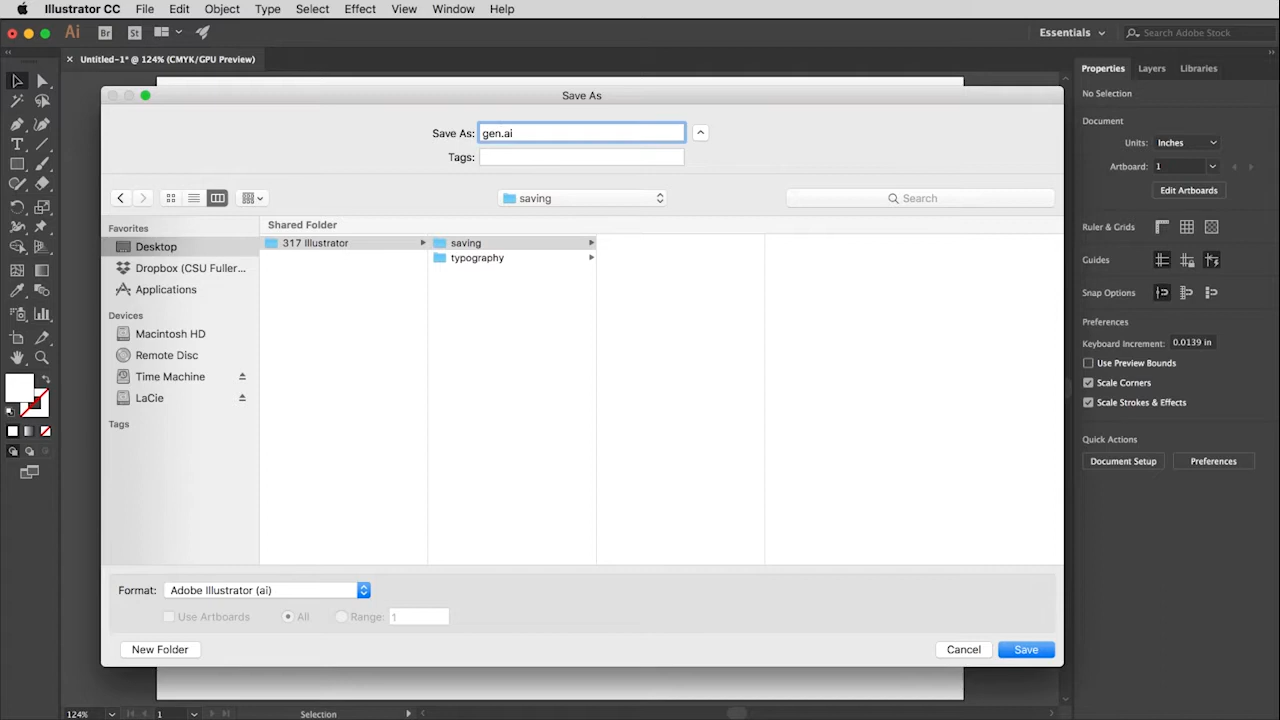 Illustrator CC File Edit Object Type Select Effect View Window Help
Ai Br St Essentials Search Adobe Stock
Untitled-1* @ 124% (CMYK/GPU Preview)
Properties Layers Libraries
No Selection
Save As
Document
Save As: gen.ai
Units: Inches
Tags:
Artboard: 1
Edit Artboards
saving
Search
Shared Folder
Favorites
Ruler & Grids
317 Illustrator
saving
Desktop
typography
Guides
Dropbox (CSU Fuller...
Applications
Snap Options
Devices
Preferences
Macintosh HD
Keyboard Increment: 0.0139 in
Remote Disc
Use Preview Bounds
Time Machine
Scale Corners
LaCie
Scale Strokes & Effects
Tags
Quick Actions
Document Setup Preferences
Format: Adobe Illustrator (ai)
Use Artboards All Range: 1
New Folder Cancel Save
124% 1 Selection